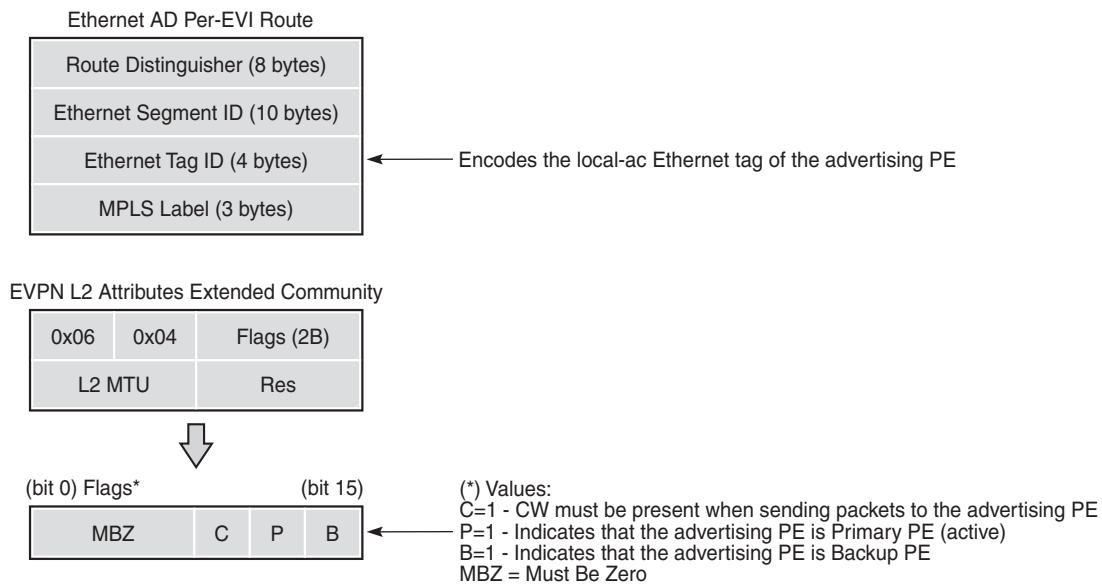 Ethernet AD Per-EVI Route
Route Distinguisher (8 bytes)
Ethernet Segment ID (10 bytes)
Ethernet Tag ID (4 bytes)
Encodes the local-ac Ethernet tag of the advertising PE
MPLS Label (3 bytes)
EVPN L2 Attributes Extended Community
0x06 0x04 Flags (2B)
L2 MTU Res
(bit 0) Flags* (bit 15)
MBZ C P B
(*) Values:
C=1 - CW must be present when sending packets to the advertising PE
P=1 - Indicates that the advertising PE is Primary PE (active)
B=1 - Indicates that the advertising PE is Backup PE
MBZ = Must Be Zero